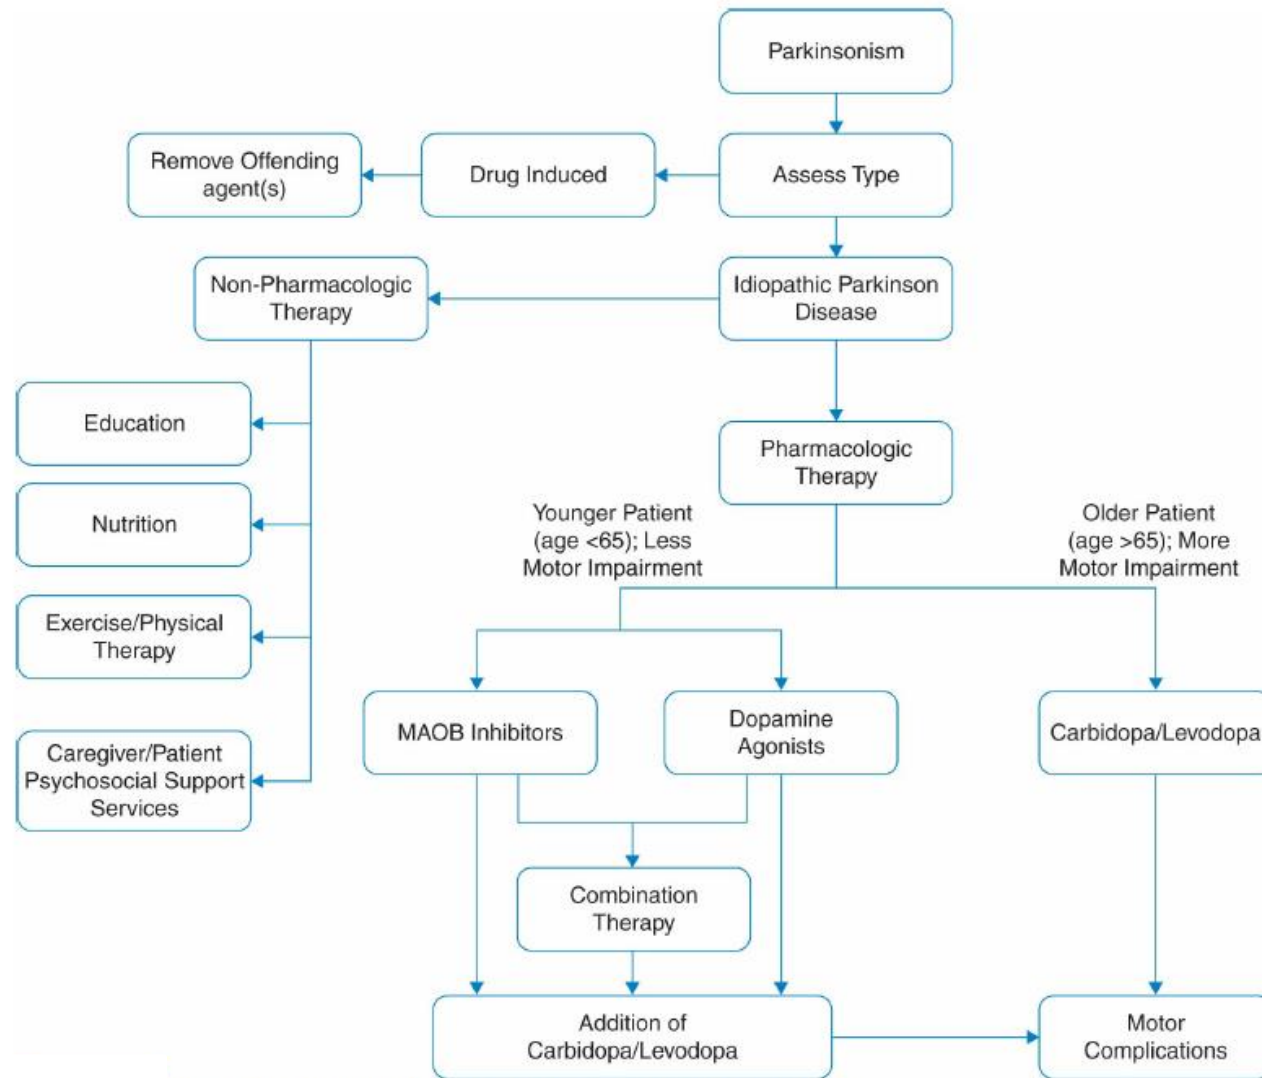 Parkinsonism
Remove Offending
agent(s)
Drug Induced
Assess Type
Non-Pharmacologic
Therapy
Idiopathic Parkinson
Disease
Education
Pharmacologic
Therapy
Nutrition
Younger Patient
(age <65); Less
Motor Impairment
Older Patient
(age >65); More
Motor Impairment
Exercise/Physical
Therapy
MAOB Inhibitors
Dopamine
Agonists
Carbidopa/Levodopa
Caregiver/Patient
Psychosocial Support
Services
Combination
Therapy
Addition of
Carbidopa/Levodopa
Motor
Complications